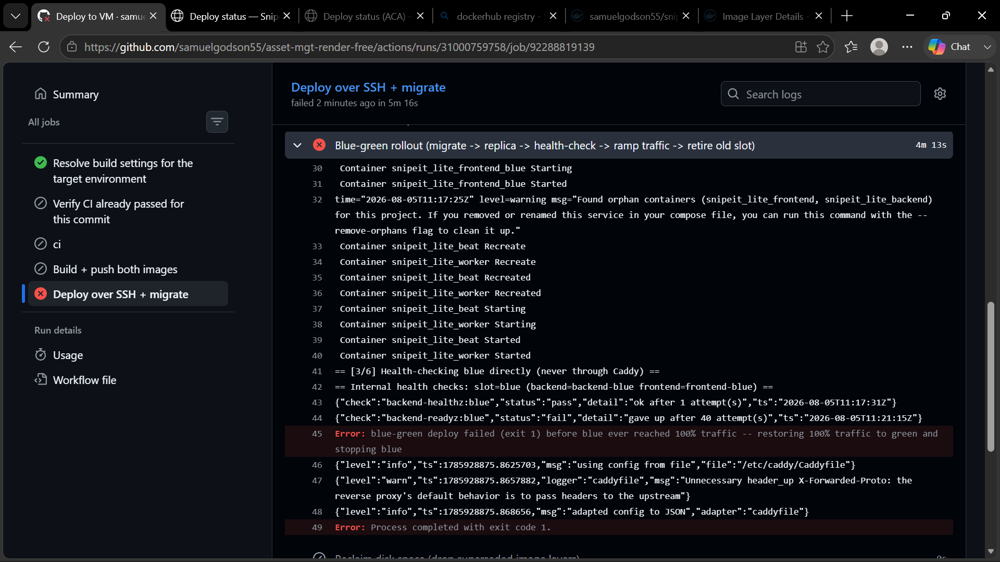 Deploy to VM · samue
Deploy status — Snip
Deploy status (ACA)
dockerhub registry -
samuelgodson55/snip
Image Layer Details -
https://github.com/samuelgodson55/asset-mgt-render-free/actions/runs/31000759758/job/92288819139
Chat
Summary
All jobs
Resolve build settings for the
target environment
Verify CI already passed for
this commit
ci
Build + push both images
Deploy over SSH + migrate
Run details
Usage
Workflow file
Deploy over SSH + migrate
failed 2 minutes ago in 5m 16s
Search logs
Blue-green rollout (migrate -> replica -> health-check -> ramp traffic -> retire old slot) 4m 13s
30 Container snipeit_lite_frontend_blue Starting
31 Container snipeit_lite_frontend_blue Started
32 time="2026-08-05T11:17:25Z" level=warning msg="Found orphan containers (snipeit_lite_frontend, snipeit_lite_backend)
for this project. If you removed or renamed this service in your compose file, you can run this command with the --
remove-orphans flag to clean it up."
33 Container snipeit_lite_beat Recreate
34 Container snipeit_lite_worker Recreate
35 Container snipeit_lite_beat Recreated
36 Container snipeit_lite_worker Recreated
37 Container snipeit_lite_beat Starting
38 Container snipeit_lite_worker Starting
39 Container snipeit_lite_beat Started
40 Container snipeit_lite_worker Started
41 == [3/6] Health-checking blue directly (never through Caddy) ==
42 == Internal health checks: slot=blue (backend=backend-blue frontend=frontend-blue) ==
43 {"check":"backend-healthz:blue","status":"pass","detail":"ok after 1 attempt(s)","ts":"2026-08-05T11:17:31Z"}
44 {"check":"backend-readyz:blue","status":"fail","detail":"gave up after 40 attempt(s)","ts":"2026-08-05T11:21:15Z"}
45 Error: blue-green deploy failed (exit 1) before blue ever reached 100% traffic -- restoring 100% traffic to green and
stopping blue
46 {"level":"info","ts":1785928875.8625703,"msg":"using config from file","file":"/etc/caddy/Caddyfile"}
47 {"level":"warn","ts":1785928875.8657882,"logger":"caddyfile","msg":"Unnecessary header_up X-Forwarded-Proto: the
reverse proxy's default behavior is to pass headers to the upstream"}
48 {"level":"info","ts":1785928875.868656,"msg":"adapted config to JSON","adapter":"caddyfile"}
49 Error: Process completed with exit code 1.
Reclaim disk space (drop superseded image layers) 0s